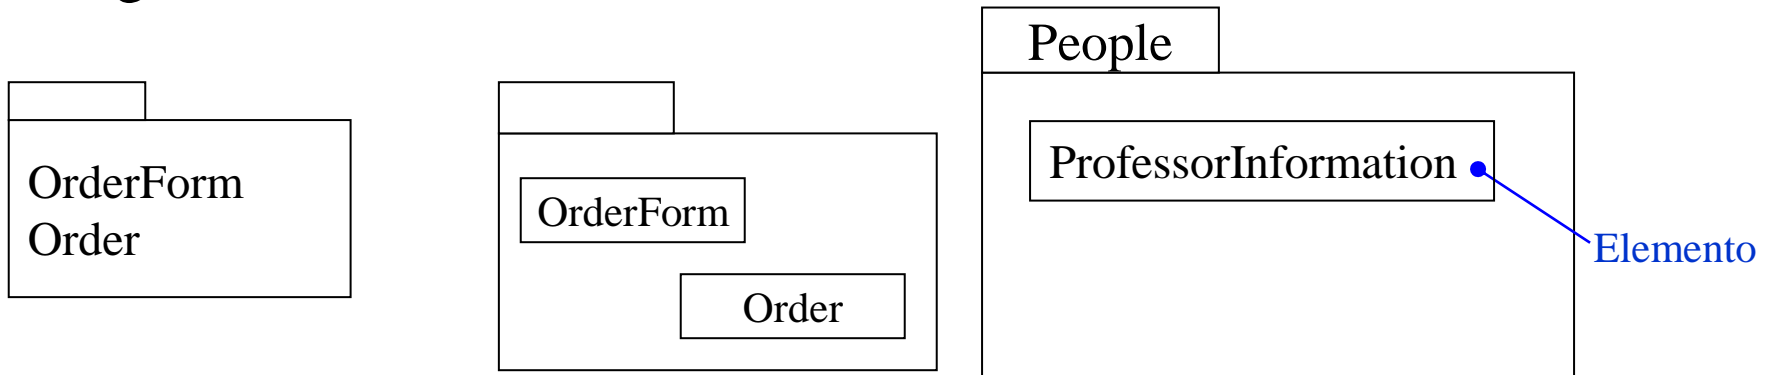 OrderForm
Order
OrderForm
Order
People
ProfessorInformation
Elemento